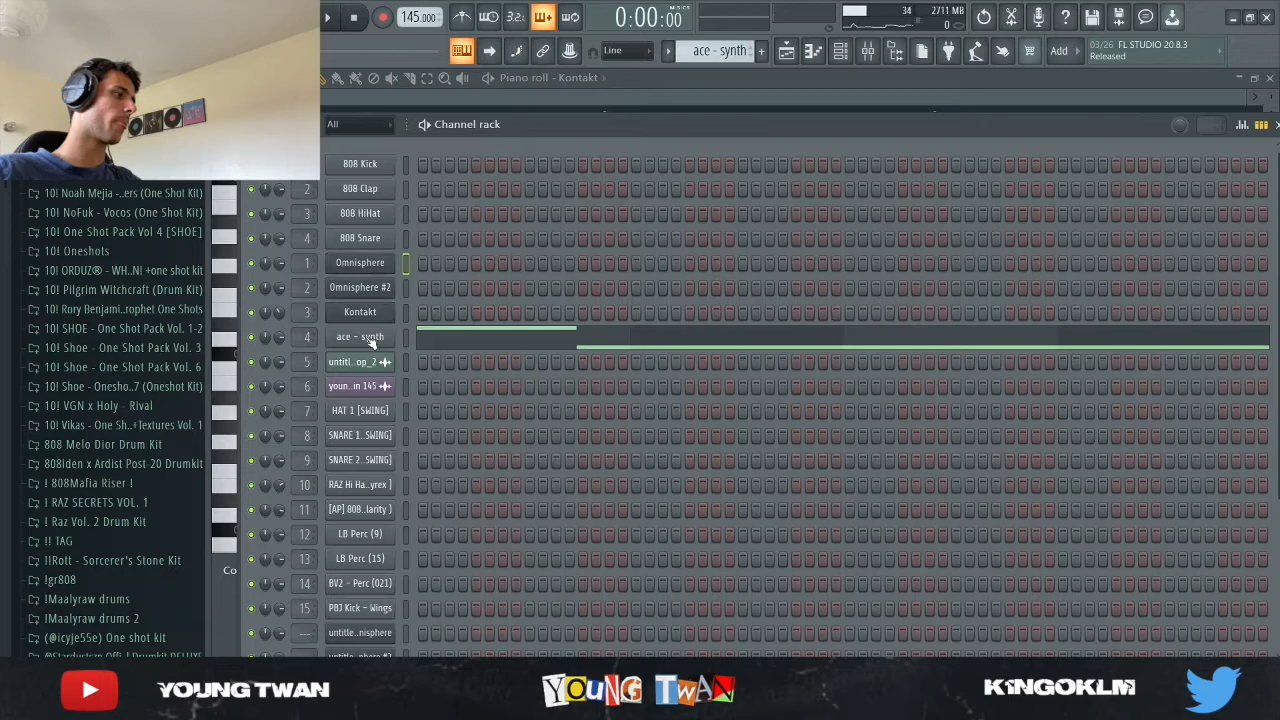 145.000
3.2:
0:00:00
34
2711 MB
0
Line
ace - synth
Add
03/26 FL STUDIO 20.8.3
Released
Piano roll - Kontakt
All
Channel rack
10! Noah Mejia -..ers (One Shot Kit)
10! NoFuk - Vocos (One Shot Kit)
10! One Shot Pack Vol 4 [SHOE]
10! Oneshots
10! ORDUZ® - WH..N! +one shot kit
10! Pilgrim Witchcraft (Drum Kit)
10! Rory Benjami..rophet One Shots
10! SHOE - One Shot Pack Vol. 1-2
10! Shoe - One Shot Pack Vol. 3
10! Shoe - One Shot Pack Vol. 6
10! Shoe - Onesho..7 (Oneshot Kit)
10! VGN x Holy - Rival
10! Vikas - One Sh..+Textures Vol. 1
808 Melo Dior Drum Kit
808Iden x Ardist Post-20 Drumkit
! 808Mafia Riser !
! RAZ SECRETS VOL. 1
! Raz Vol. 2 Drum Kit
!! TAG
!!Rott - Sorcerer's Stone Kit
!gr808
!Maalyraw drums
!Maalyraw drums 2
(@icyje55e) One shot kit
Co
808 Kick
2 808 Clap
3 808 HiHat
4 808 Snare
1 Omnisphere
2 Omnisphere #2
3 Kontakt
4 ace - synth
5 untitl..op_2
6 youn..in 145
7 HAT 1 [SWING]
8 SNARE 1..SWING]
9 SNARE 2..SWING]
10 RAZ Hi Ha..yrex ]
11 [AP] 808..larity )
12 LB Perc (9)
13 LB Perc (15)
14 BV2 - Perc (021)
15 PBJ Kick - Wings
--- untitle..nisphere
YOUNG TWAN
YOUNG TWAN
K1NGOKLM